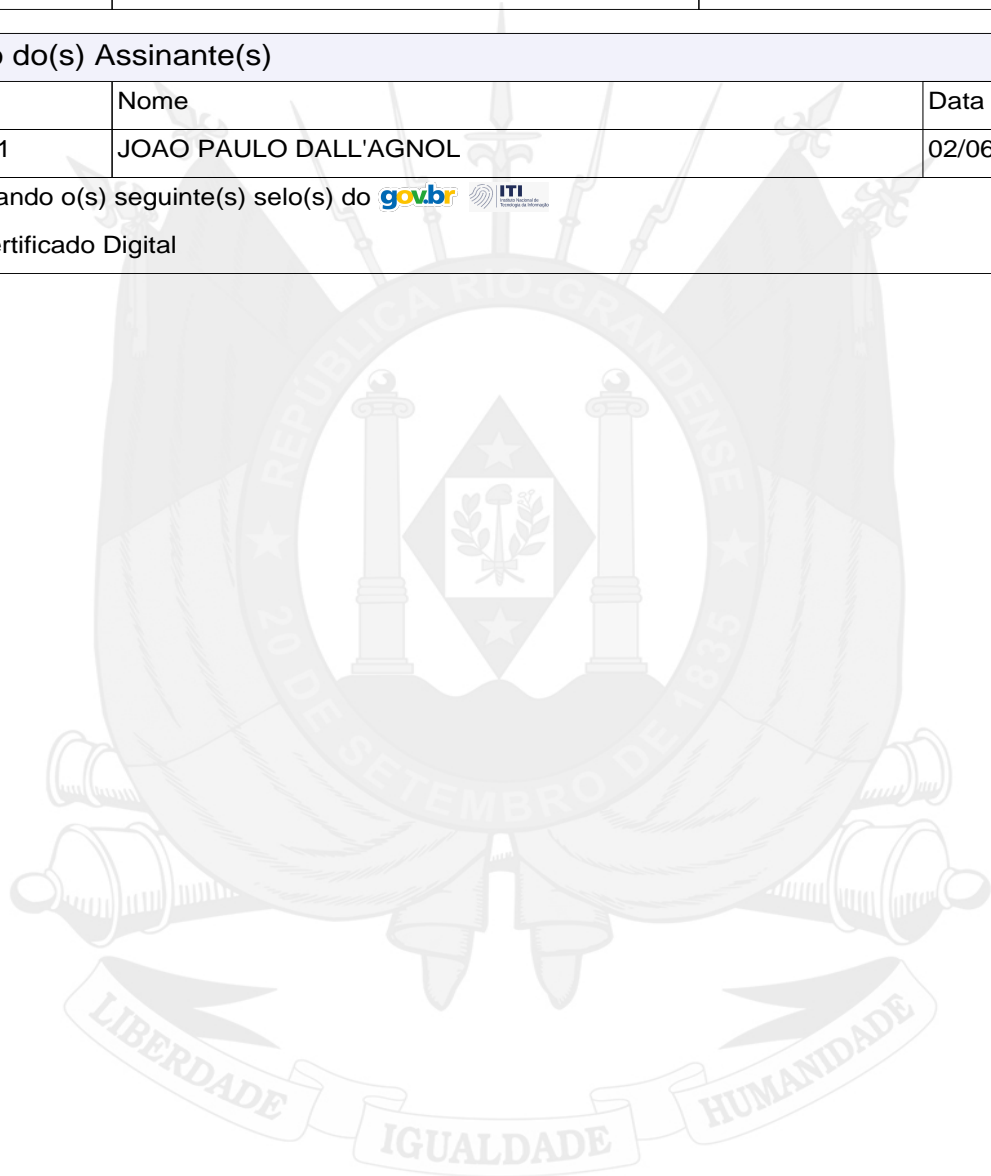 o do(s) Assinante(s)
Nome
Data
1
JOAO PAULO DALL'AGNOL
02/06
ando o(s) seguinte(s) selo(s) do gov.br ITI
rtificado Digital
REPÚBLICA RIO-GRANDENSE
20 DE SETEMBRO DE 1835
LIBERDADE IGUALDADE HUMANIDADE